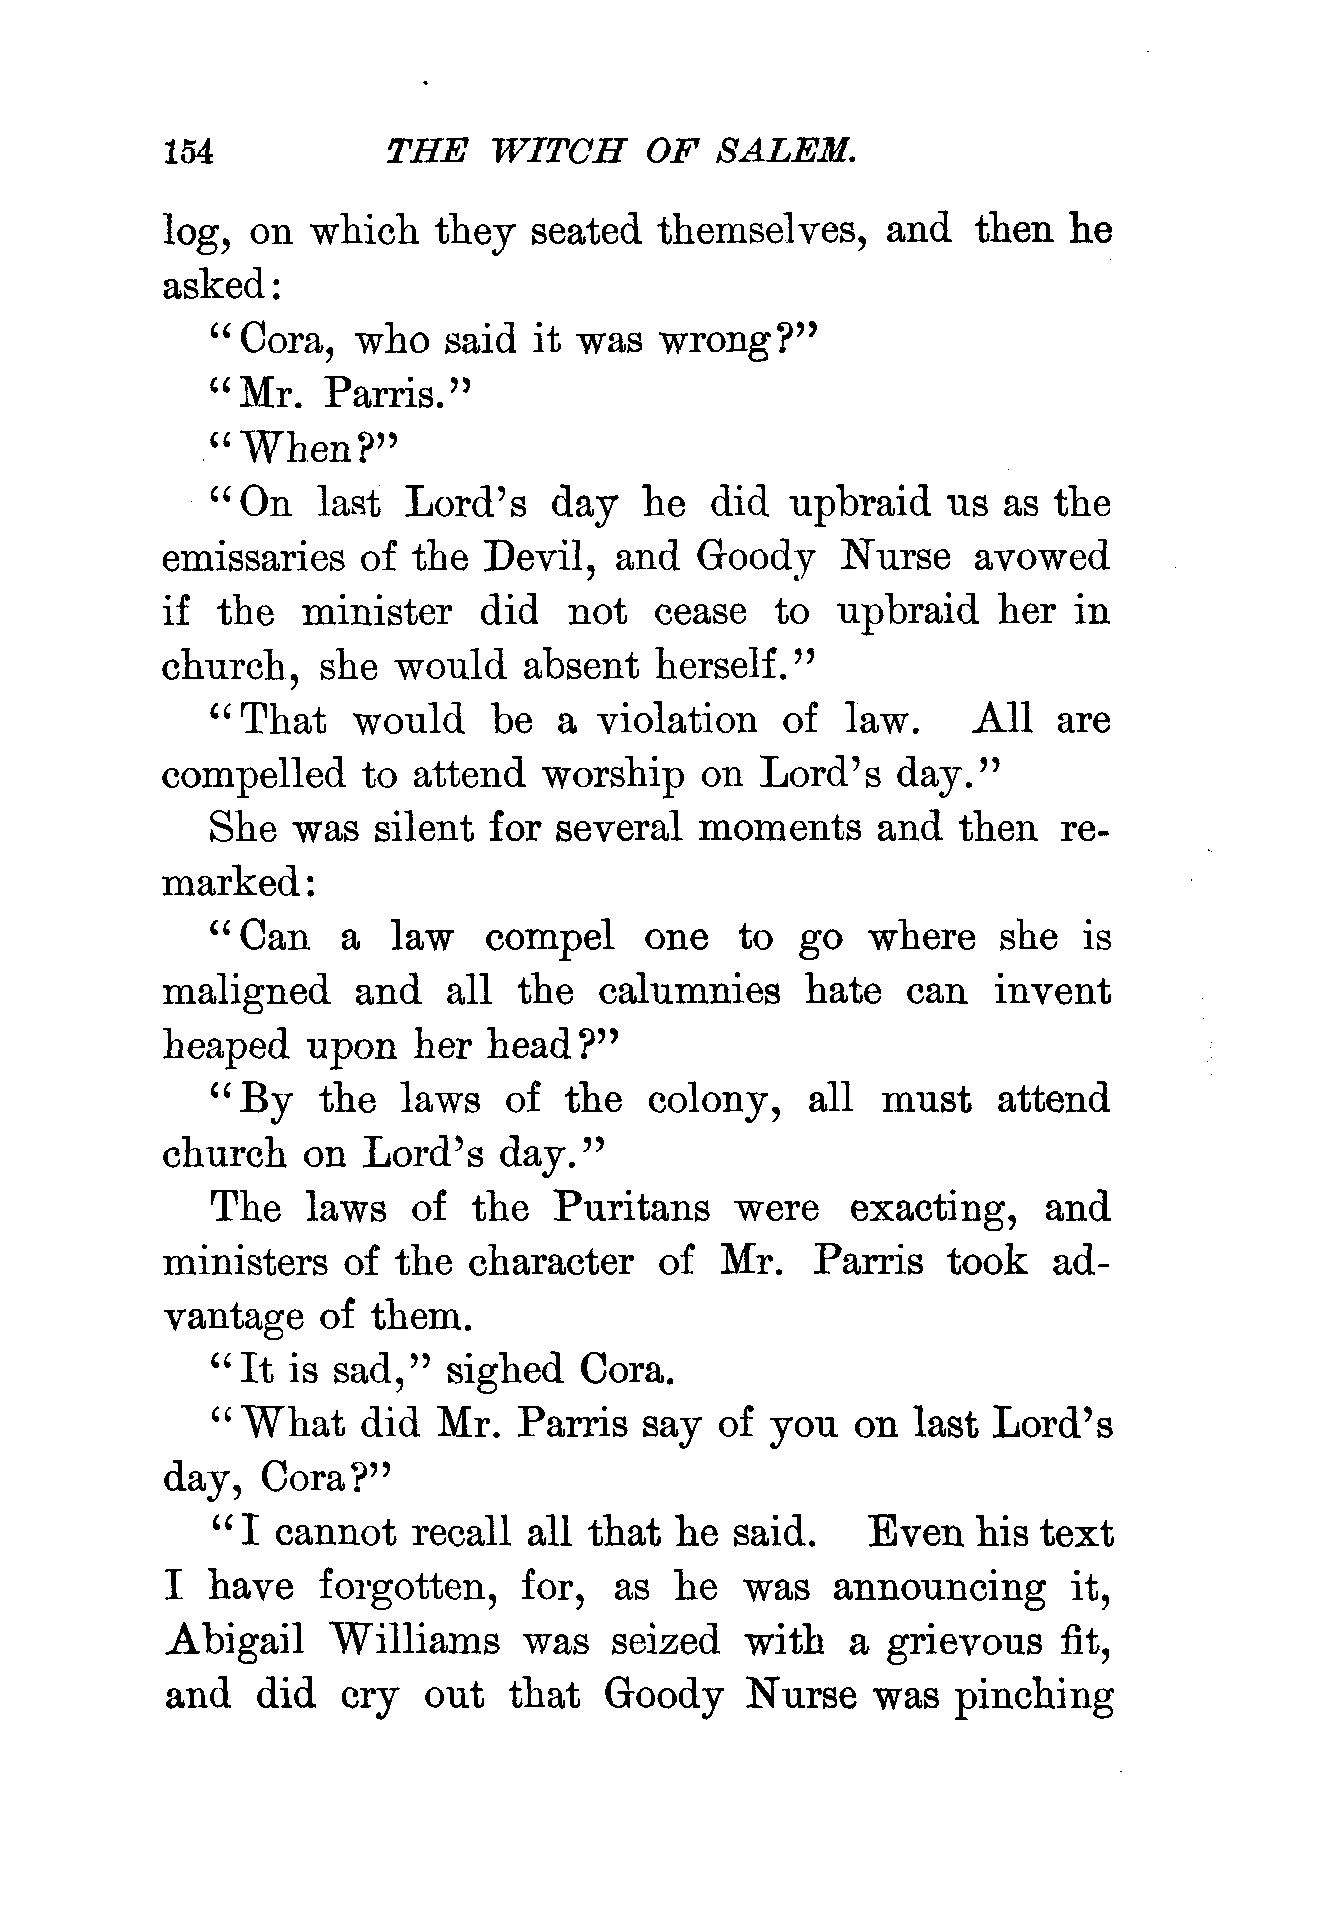 154 THE WITCH OF SALEM.
log, on which they seated themselves, and then he
asked:
"Cora, who said it was wrong?"
"Mr. Parris."
"When?"
"On last Lord's day he did upbraid us as the
emissaries of the Devil, and Goody Nurse avowed
if the minister did not cease to upbraid her in
church, she would absent herself."
"That would be a violation of law. All are
compelled to attend worship on Lord's day."
She was silent for several moments and then re-
marked:
"Can a law compel one to go where she is
maligned and all the calumnies hate can invent
heaped upon her head?"
"By the laws of the colony, all must attend
church on Lord's day."
The laws of the Puritans were exacting, and
ministers of the character of Mr. Parris took ad-
vantage of them.
"It is sad," sighed Cora.
"What did Mr. Parris say of you on last Lord's
day, Cora?"
"I cannot recall all that he said. Even his text
I have forgotten, for, as he was announcing it,
Abigail Williams was seized with a grievous fit,
and did cry out that Goody Nurse was pinching